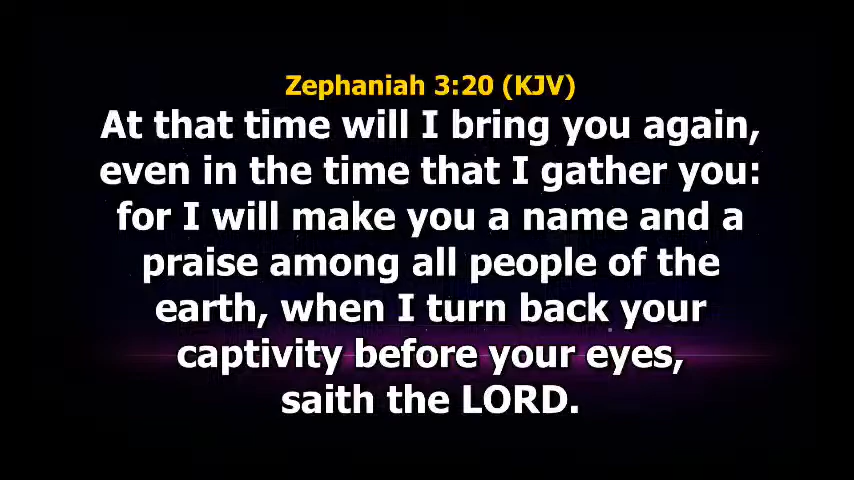 Zephaniah 3:20 (KJV)
At that time will I bring you again,
even in the time that I gather you:
for I will make you a name and a
praise among all people of the
earth, when I turn back your
captivity before your eyes,
saith the LORD.